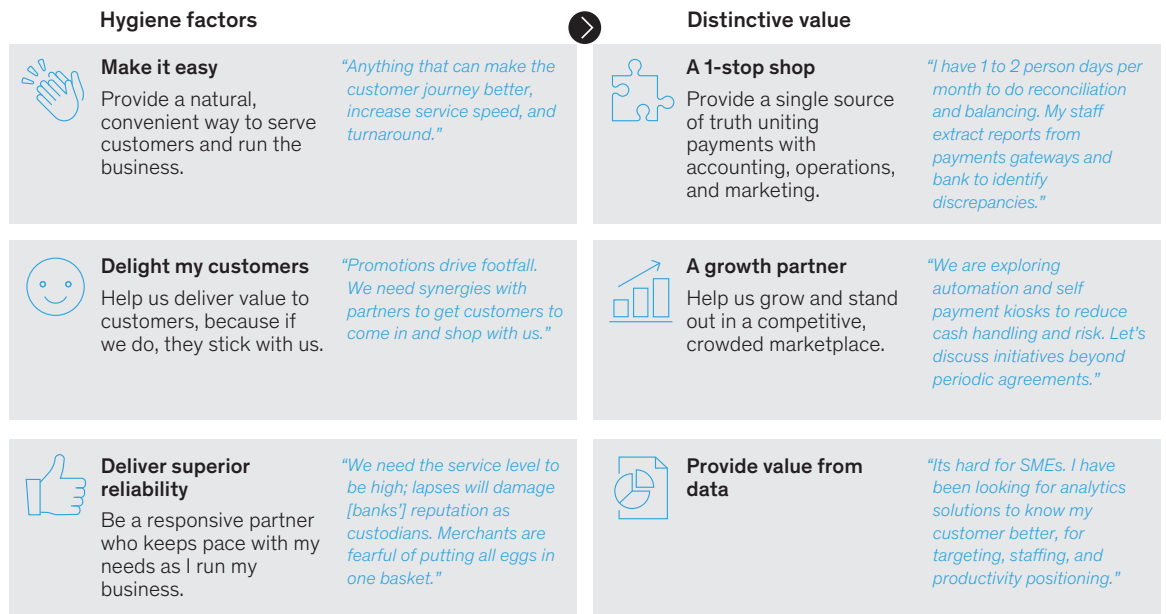 Hygiene factors
Make it easy
Provide a natural,
convenient way to serve
customers and run the
business.
“Anything that can make the
customer journey better,
increase service speed, and
turnaround.”
Delight my customers
Help us deliver value to
customers, because if
we do, they stick with us.
“Promotions drive footfall.
We need synergies with
partners to get customers to
come in and shop with us.”
Deliver superior
reliability
Be a responsive partner
who keeps pace with my
needs as I run my
business.
“We need the service level to
be high; lapses will damage
[banks’] reputation as
custodians. Merchants are
fearful of putting all eggs in
one basket.”
Distinctive value
A 1-stop shop
Provide a single source
of truth uniting
payments with
accounting, operations,
and marketing.
“I have 1 to 2 person days per
month to do reconciliation
and balancing. My staff
extract reports from
payments gateways and
bank to identify
discrepancies.”
A growth partner
Help us grow and stand
out in a competitive,
crowded marketplace.
“We are exploring
automation and self
payment kiosks to reduce
cash handling and risk. Let’s
discuss initiatives beyond
periodic agreements.”
Provide value from
data
“Its hard for SMEs. I have
been looking for analytics
solutions to know my
customer better, for
targeting, staffing, and
productivity positioning.”